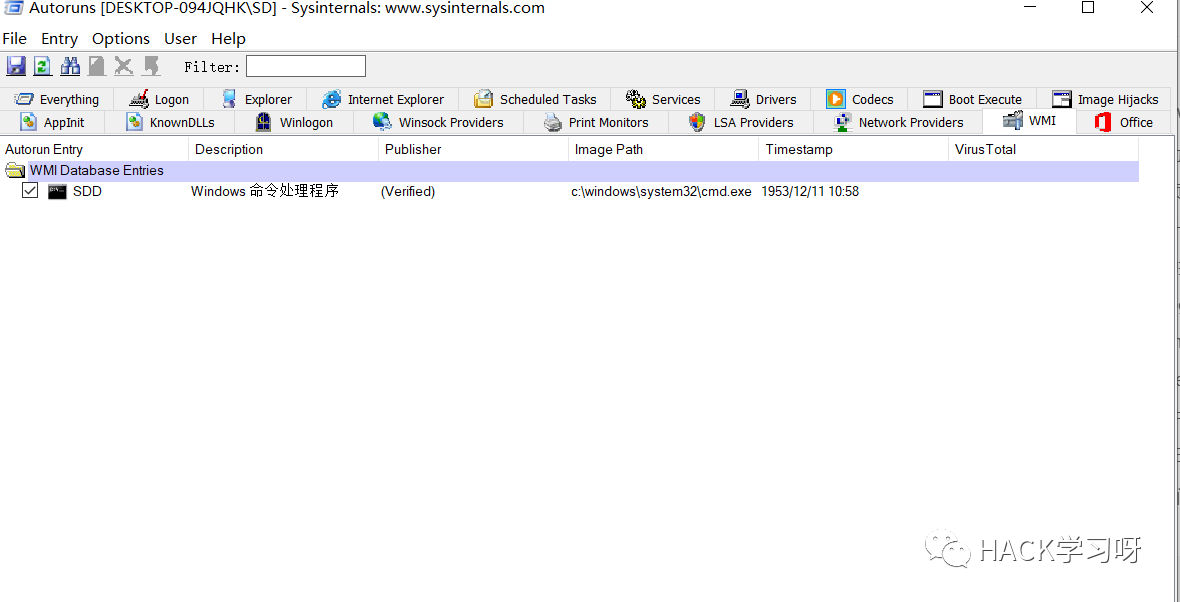 Autoruns [DESKTOP-094JQHK\SD] - Sysinternals: www.sysinternals.com
File Entry Options User Help
Filter:
Everything Logon Explorer Internet Explorer Scheduled Tasks Services Drivers Codecs Boot Execute Image Hijacks
AppInit KnownDLLs Winlogon Winsock Providers Print Monitors LSA Providers Network Providers WMI Office
Autorun Entry Description Publisher Image Path Timestamp VirusTotal
WMI Database Entries
SDD Windows 命令处理程序 (Verified) c:\windows\system32\cmd.exe 1953/12/11 10:58
HACK学习呀